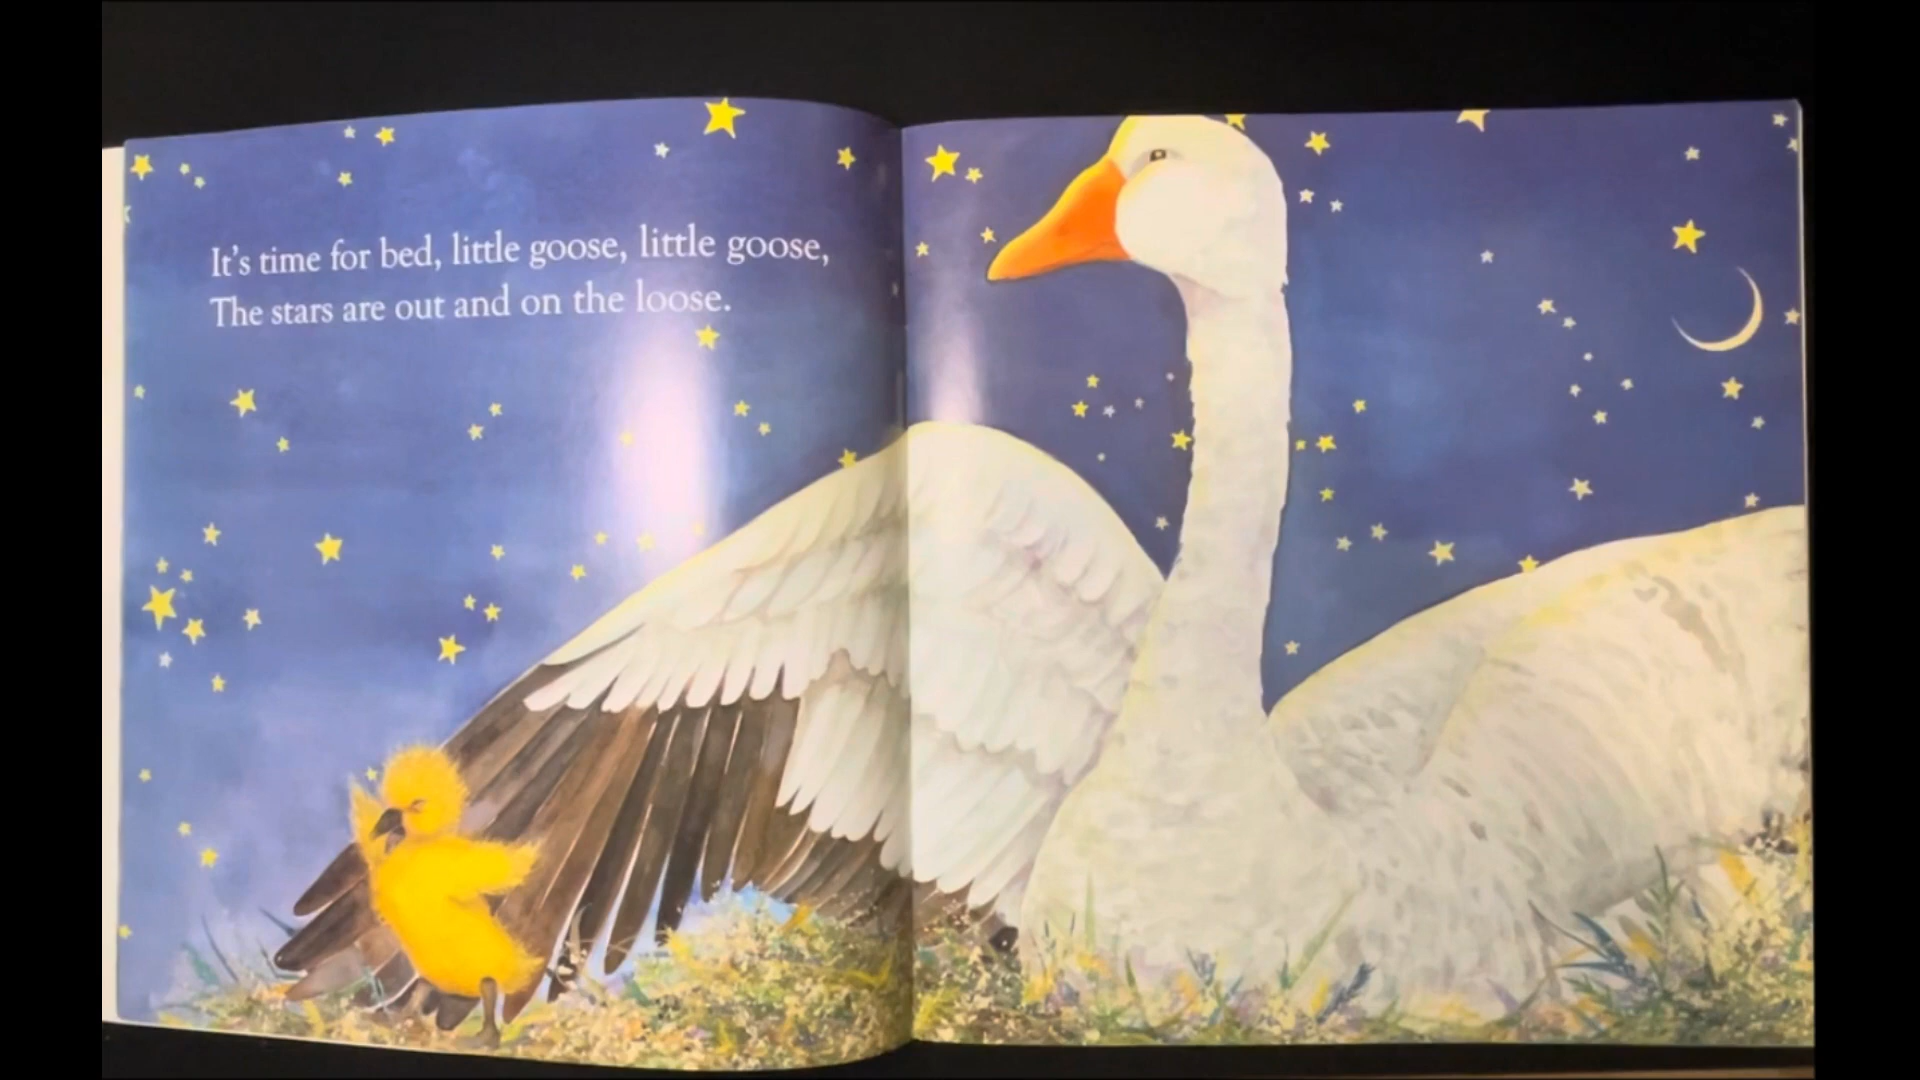 It's time for bed, little goose, little goose,
The stars are out and on the loose.